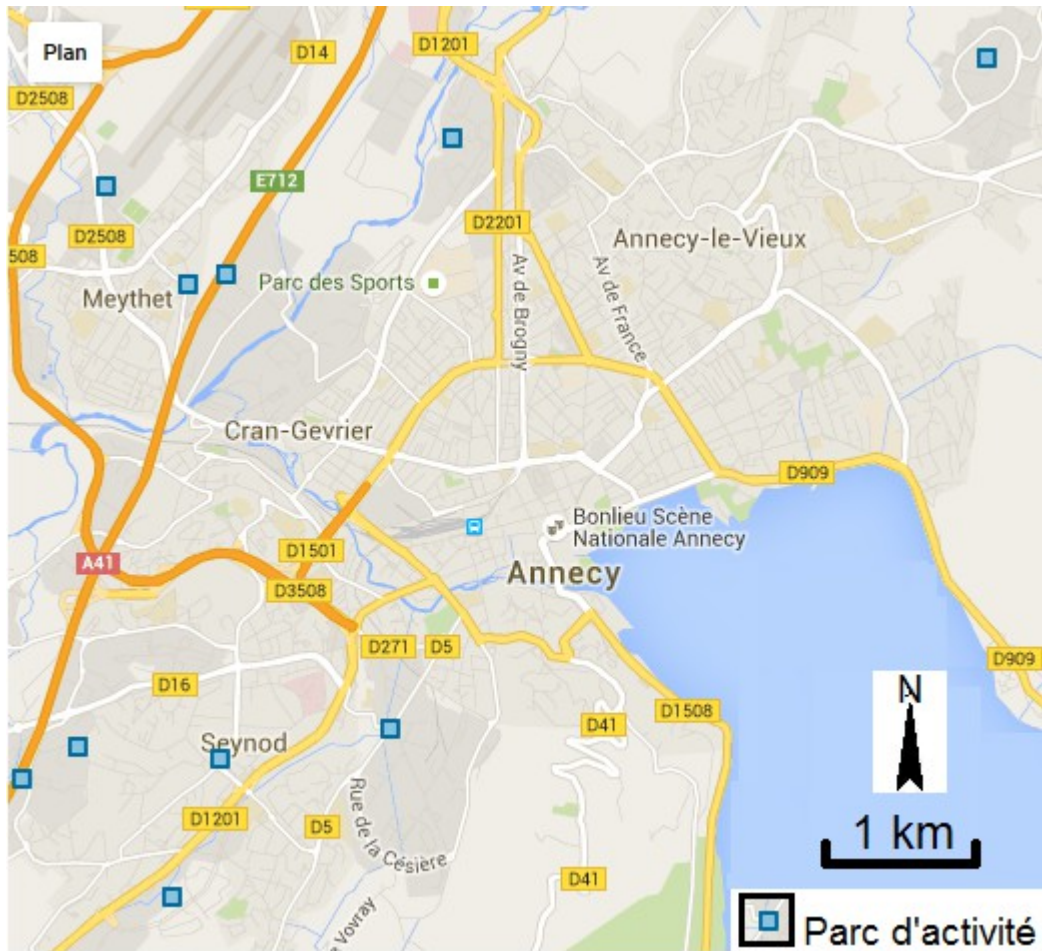 D1201
Plan
D14
D2508
E712
D2508
D2201
508
Annecy-le-Vieux
Parc des Sports
Meythet
Av de Brogny
Av de France
Cran-Gevrier
D909
Bonlieu Scène
Nationale Annecy
D1501
A41
Annecy
D3508
D271
D5
D909
D16
N
D1508
D41
Seynod
D1201
D5
Rue de la Césière
1 km
D41
Vovray
Parc d'activité